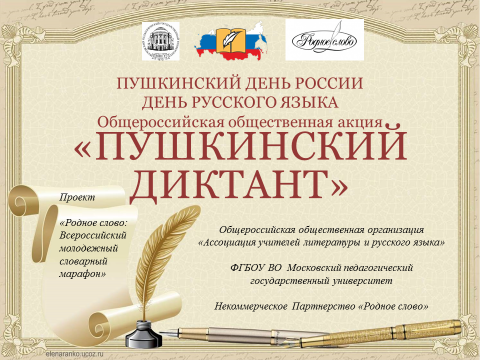 Родное слово
ПУШКИНСКИЙ ДЕНЬ РОССИИ
ДЕНЬ РУССКОГО ЯЗЫКА
Общероссийская общественная акция
«ПУШКИНСКИЙ
ДИКТАНТ»
Проект
«Родное слово:
Всероссийский
молодежный
словарный
марафон»
Общероссийская общественная организация
«Ассоциация учителей литературы и русского языка»
ФГБОУ ВО Московский педагогический
государственный университет
Некоммерческое Партнерство «Родное слово»
elenaranko.ucoz.ru